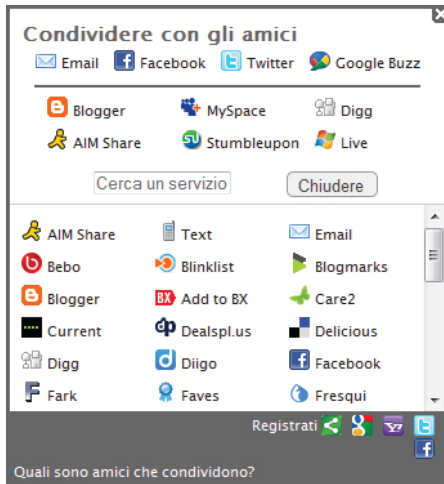 Condividere con gli amici
Email Facebook Twitter Google Buzz
Blogger MySpace Digg
AIM Share Stumbleupon Live
Cerca un servizio Chiudere
AIM Share Text Email
Bebo Blinklist Blogmarks
Blogger BX Add to BX Care2
Current Dealspl.us Delicious
Digg Diigo Facebook
Fark Faves Fresqui
Registrati
Quali sono amici che condividono?